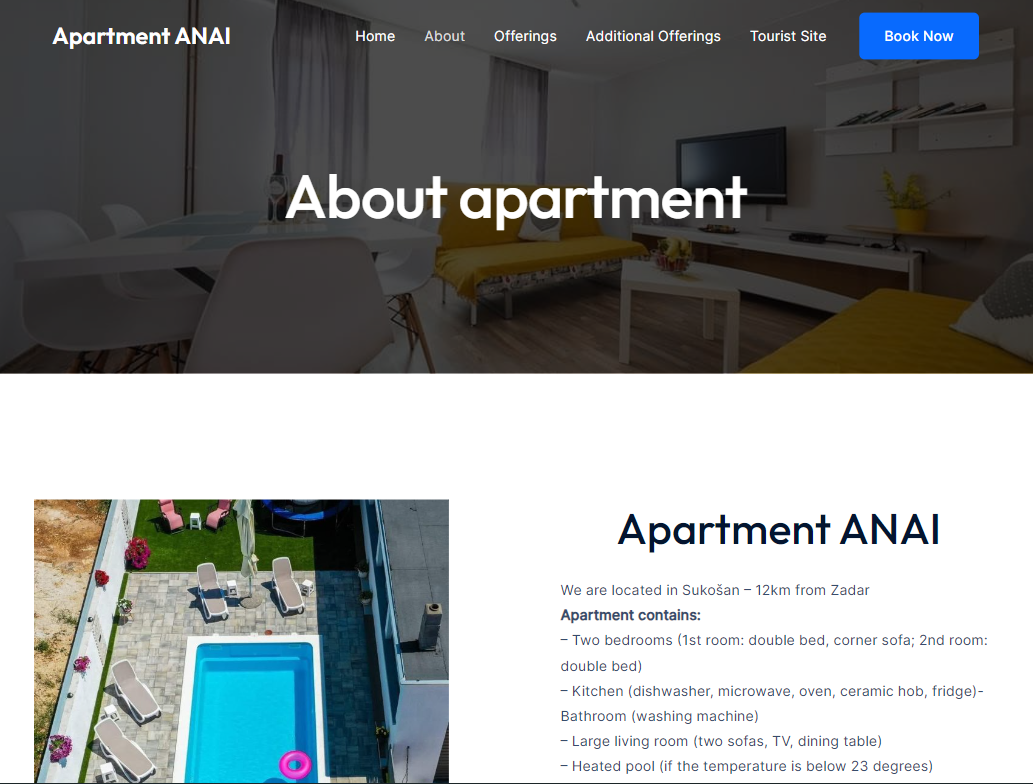 Apartment ANAI
Home About Offerings Additional Offerings Tourist Site Book Now
About apartment
Apartment ANAI
We are located in Sukošan – 12km from Zadar
Apartment contains:
– Two bedrooms (1st room: double bed, corner sofa; 2nd room:
double bed)
– Kitchen (dishwasher, microwave, oven, ceramic hob, fridge)-
Bathroom (washing machine)
– Large living room (two sofas, TV, dining table)
– Heated pool (if the temperature is below 23 degrees)